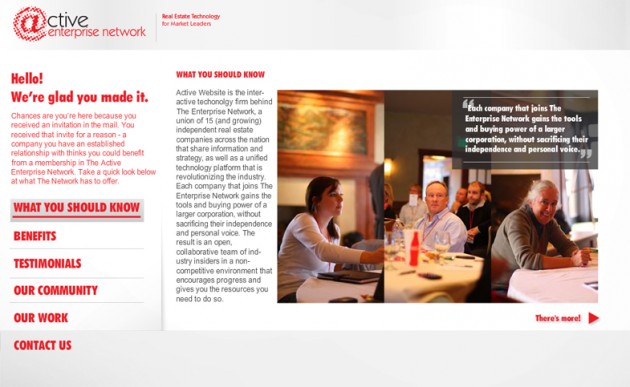 @ctive
enterprise network
Real Estate Technology
for Market Leaders
Hello!
We're glad you made it.
Chances are you're here because you
received an invitation in the mail. You
received that invite for a reason - a
company you have an established
relationship with thinks you could benefit
from a membership in The Active
Enterprise Network. Take a quick look below
at what The Network has to offer.
WHAT YOU SHOULD KNOW
BENEFITS
TESTIMONIALS
OUR COMMUNITY
OUR WORK
CONTACT US
WHAT YOU SHOULD KNOW
Active Website is the inter-
active techonolgy firm behind
The Enterprise Network, a
union of 15 (and growing)
independent real estate
companies across the nation
that share information and
strategy, as well as a unified
technology platform that is
revolutionizing the industry.
Each company that joins The
Enterprise Network gains the
tools and buying power of a
larger corporation, without
sacrificing their independence
and personal voice. The
result is an open,
collaborative team of ind-
ustry insiders in a non-
competitive environment that
encourages progress and
gives you the resources you
need to do so.
“Each company that joins The
Enterprise Network gains the tools
and buying power of a larger
corporation, without sacrificing their
independence and personal voice.”
There's more!